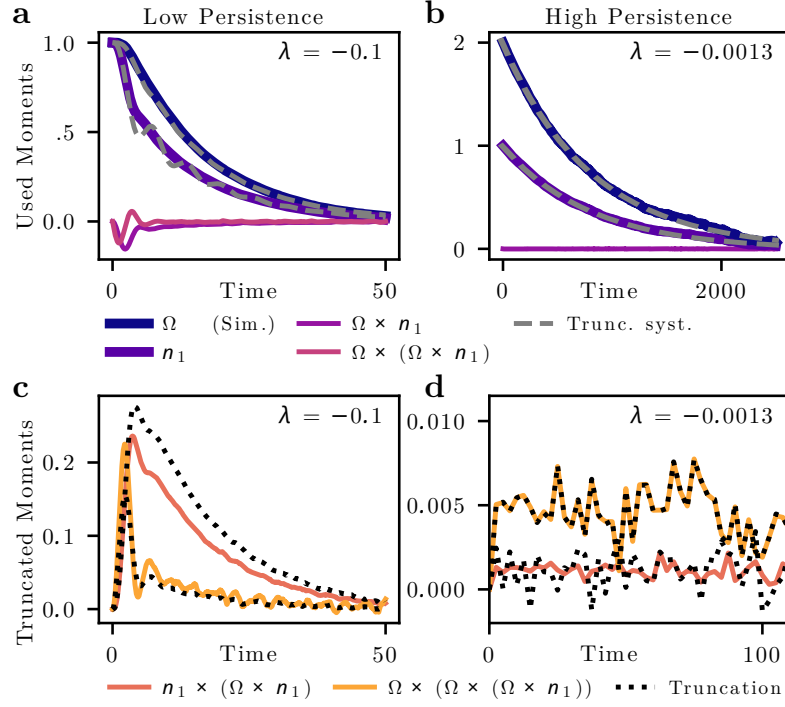 a Low Persistence b High Persistence
1.0 λ = −0.1 2 λ = −0.0013
.5 1
0.0 0
Used Moments
0 Time 50 0 Time 2000
Ω (Sim.) Ω × n₁ Trunc. syst.
n₁ Ω × (Ω × n₁)
c d
λ = −0.1 0.010 λ = −0.0013
0.2
0.005
0.1
0.0 0.000
Truncated Moments
0 Time 50 0 Time 100
n₁ × (Ω × n₁) Ω × (Ω × (Ω × n₁)) Truncation